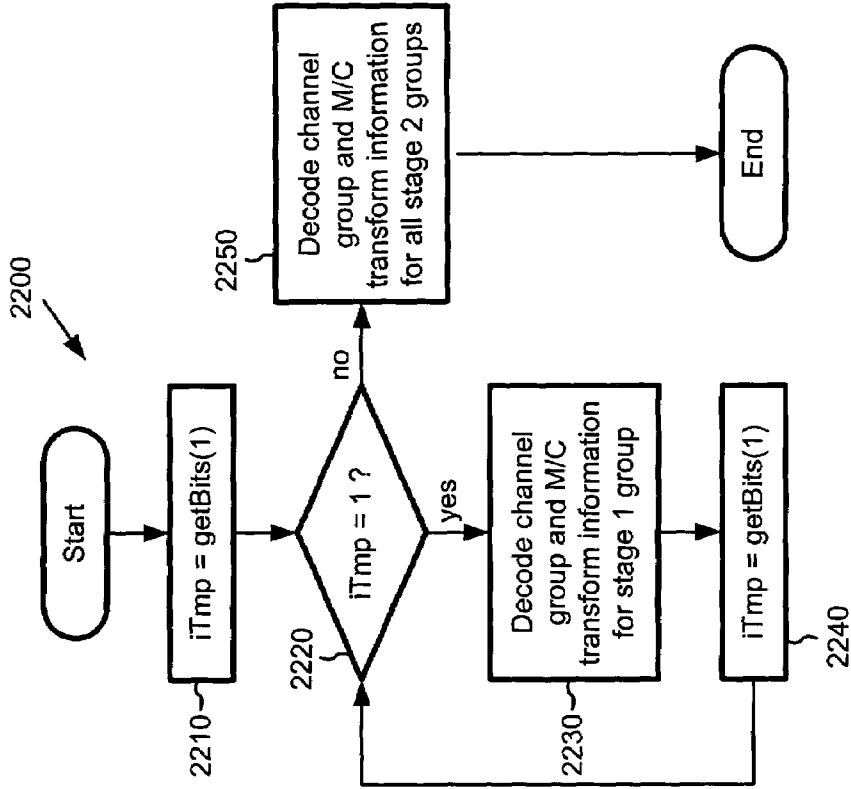 2200
Start
2210
iTmp = getBits(1)
2220
iTmp = 1 ?
no
yes
2230
Decode channel
group and M/C
transform information
for stage 1 group
2240
iTmp = getBits(1)
2250
Decode channel
group and M/C
transform information
for all stage 2 groups
End